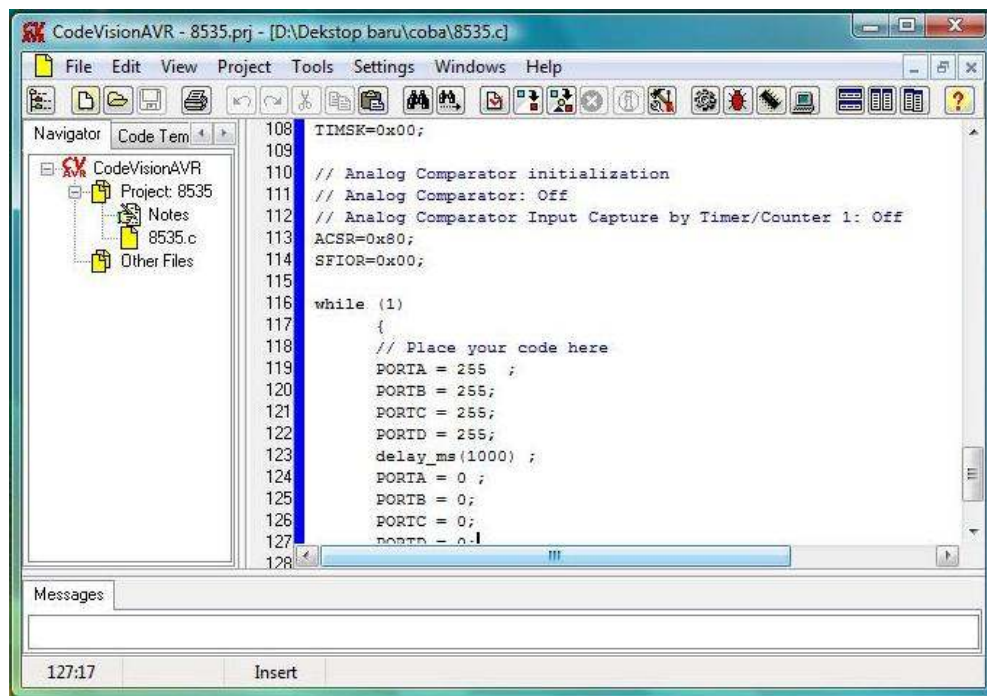 CodeVisionAVR - 8535.prj - [D:\Dekstop baru\coba\8535.c]
File Edit View Project Tools Settings Windows Help
Navigator Code Tem
CodeVisionAVR
Project: 8535
Notes
8535.c
Other Files
108 TIMSK=0x00;
109
110 // Analog Comparator initialization
111 // Analog Comparator: Off
112 // Analog Comparator Input Capture by Timer/Counter 1: Off
113 ACSR=0x80;
114 SFIOR=0x00;
115
116 while (1)
117 {
118 // Place your code here
119 PORTA = 255 ;
120 PORTB = 255;
121 PORTC = 255;
122 PORTD = 255;
123 delay_ms(1000) ;
124 PORTA = 0 ;
125 PORTB = 0;
126 PORTC = 0;
127 PORTD = 0;
128
Messages
127:17 Insert